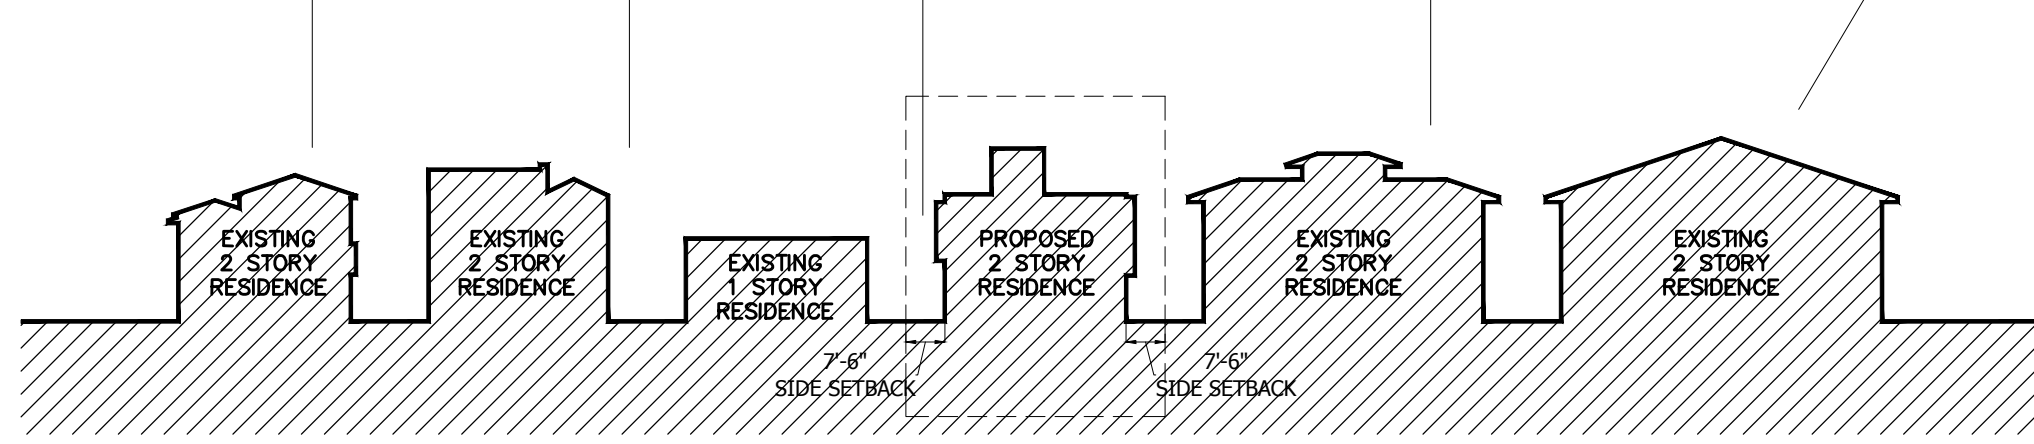 EXISTING
2 STORY
RESIDENCE
EXISTING
2 STORY
RESIDENCE
EXISTING
1 STORY
RESIDENCE
PROPOSED
2 STORY
RESIDENCE
EXISTING
2 STORY
RESIDENCE
EXISTING
2 STORY
RESIDENCE
7'-6"
SIDE SETBACK
7'-6"
SIDE SETBACK